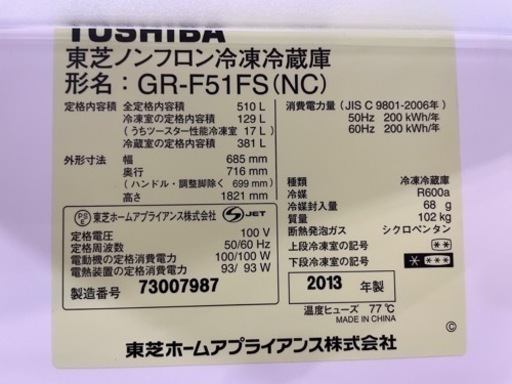 TOSHIBA
東芝ノンフロン冷凍冷蔵庫
形名：GR-F51FS(NC)
定格内容積 全定格内容積 510 L
冷凍室の定格内容積 129 L
(うちツースター性能冷凍室 17 L)
冷蔵室の定格内容積 381 L
外形寸法 幅 685 mm
奥行 716 mm
(ハンドル・調整脚除く 699 mm)
高さ 1821 mm
PS E 東芝ホームアプライアンス株式会社 S JET
定格電圧 100 V
定格周波数 50/60 Hz
電動機の定格消費電力 100/100 W
電熱装置の定格消費電力 93/ 93 W
製造番号 73007987
消費電力量 (JIS C 9801-2006年)
50Hz 200 kWh/年
60Hz 200 kWh/年
種類 冷凍冷蔵庫
冷媒 R600a
冷媒封入量 68 g
質量 102 kg
断熱発泡ガス シクロペンタン
上段冷凍室の記号 **
下段冷凍室の記号 ****
2013 年製
温度ヒューズ 77℃
MADE IN CHINA
©
東芝ホームアプライアンス株式会社